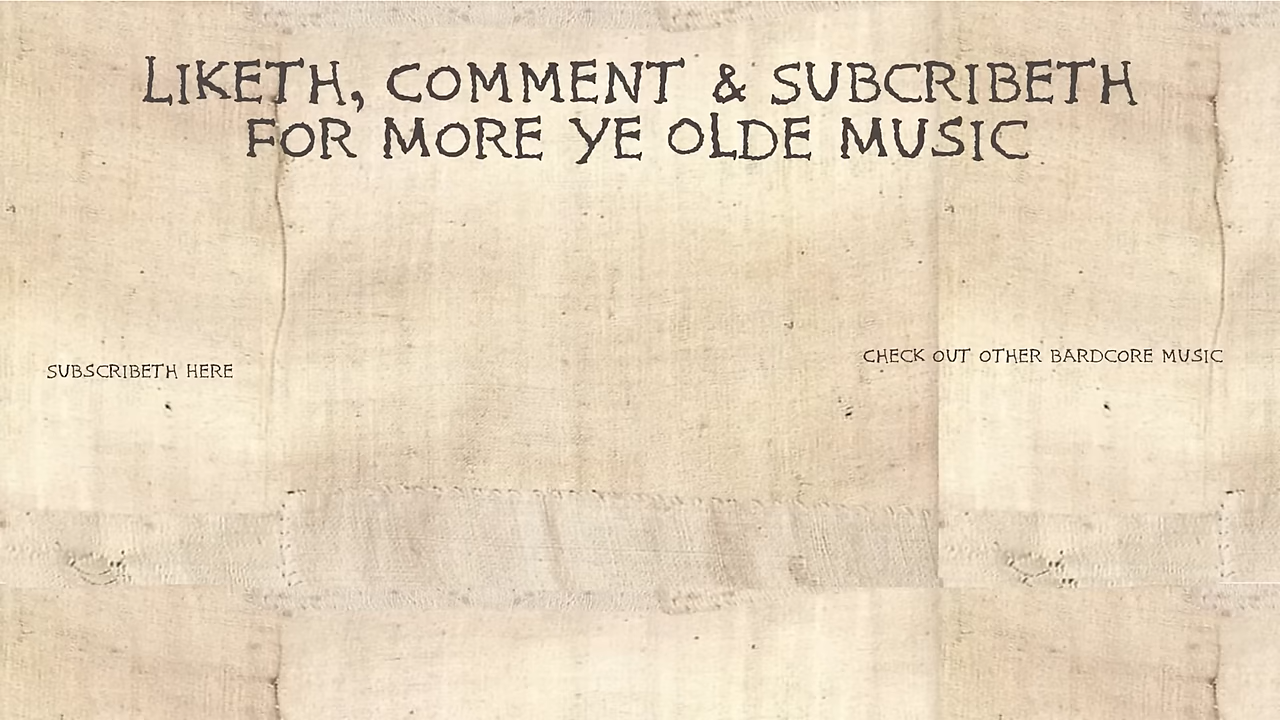 LIKETH, COMMENT & SUBCRIBETH
FOR MORE YE OLDE MUSIC
SUBSCRIBETH HERE
CHECK OUT OTHER BARDCORE MUSIC